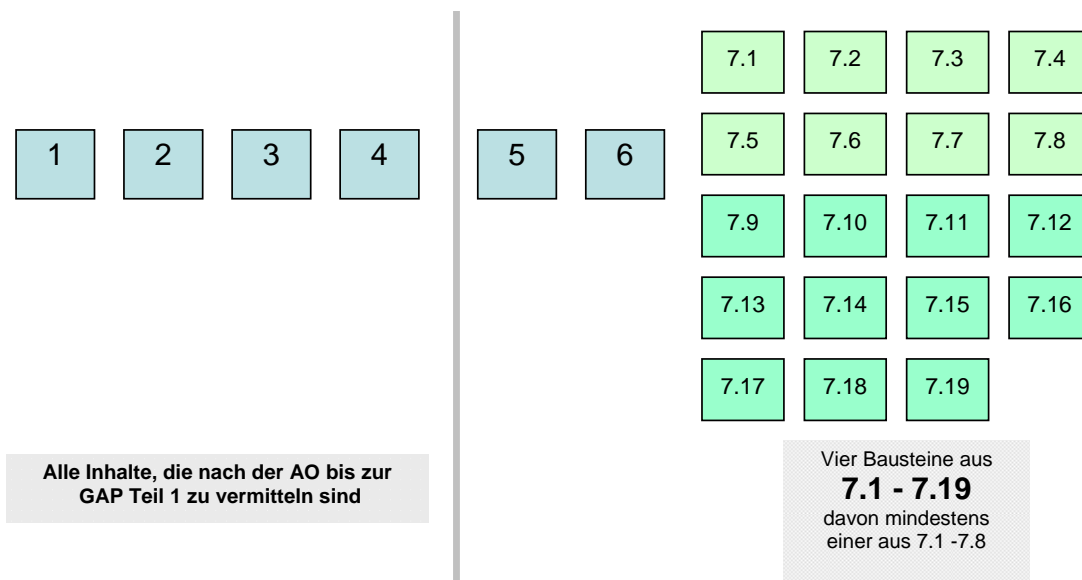 7.1 7.2 7.3 7.4
1 2 3 4 5 6 7.5 7.6 7.7 7.8
7.9 7.10 7.11 7.12
7.13 7.14 7.15 7.16
7.17 7.18 7.19
Alle Inhalte, die nach der AO bis zur
GAP Teil 1 zu vermitteln sind
Vier Bausteine aus
7.1 - 7.19
davon mindestens
einer aus 7.1 -7.8